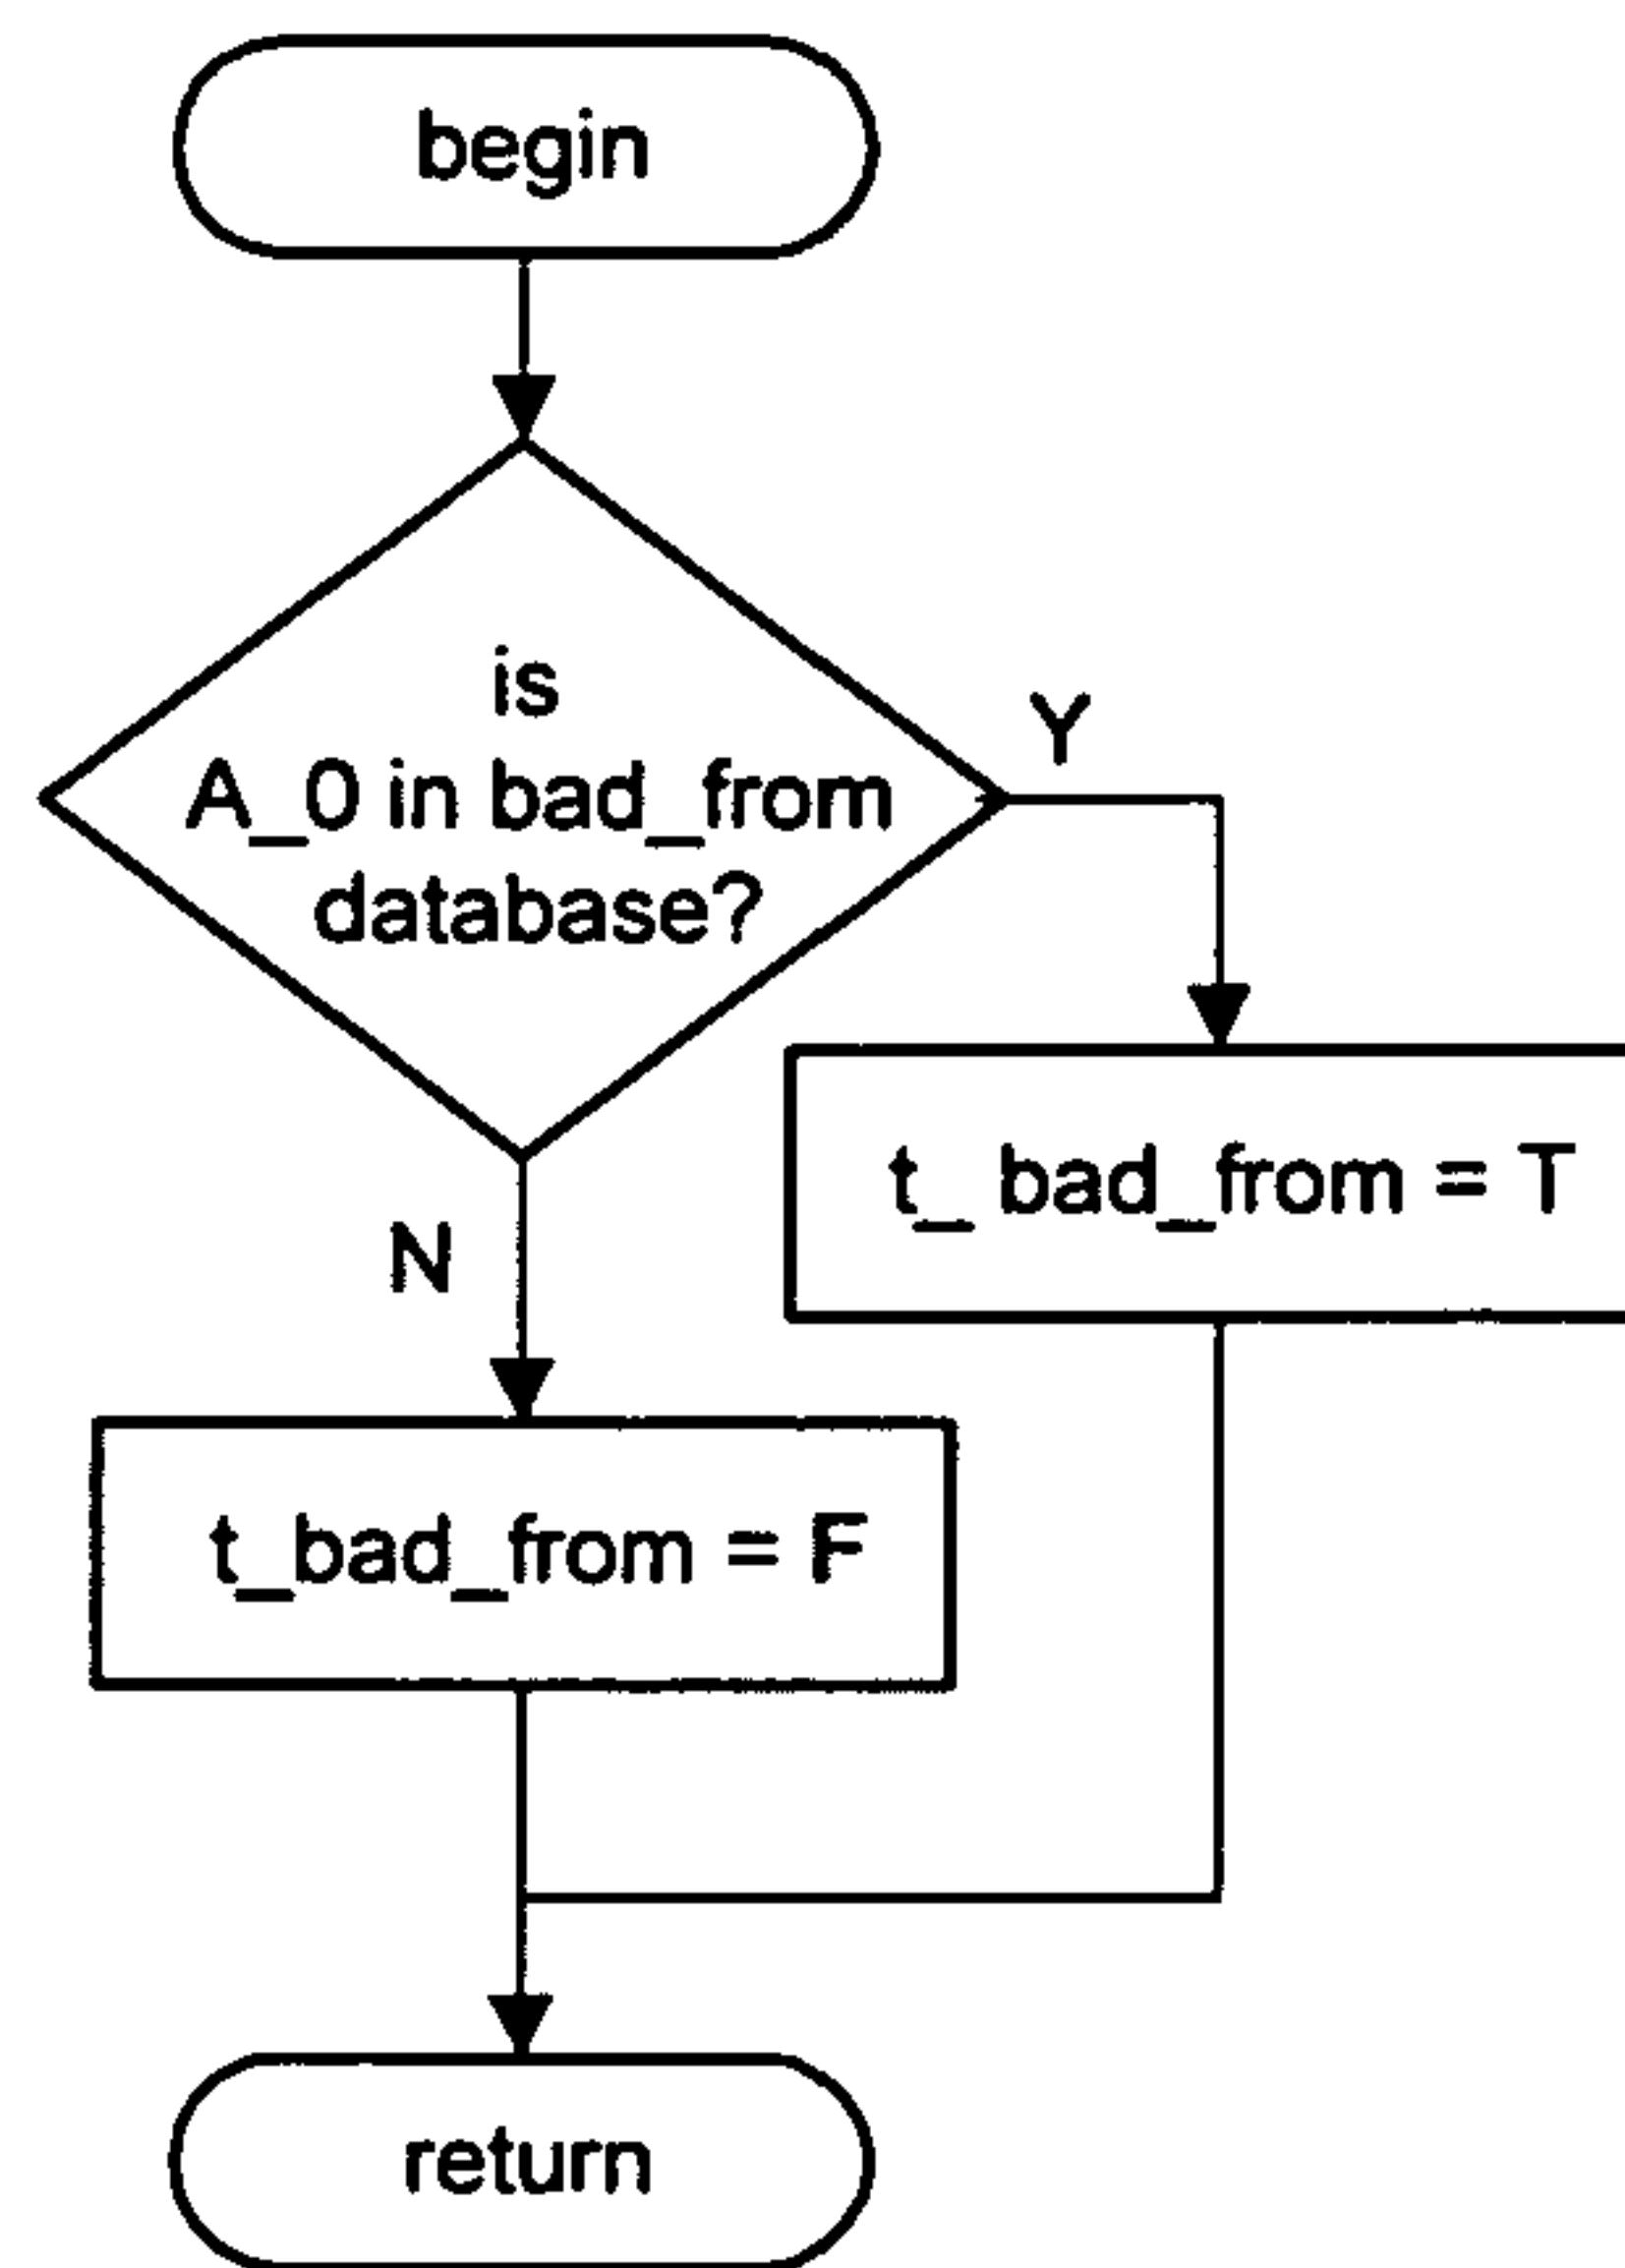 begin
is
A_0 in bad_from
database?
Y
t_ bad_from = T
N
t_bad_from = F
return